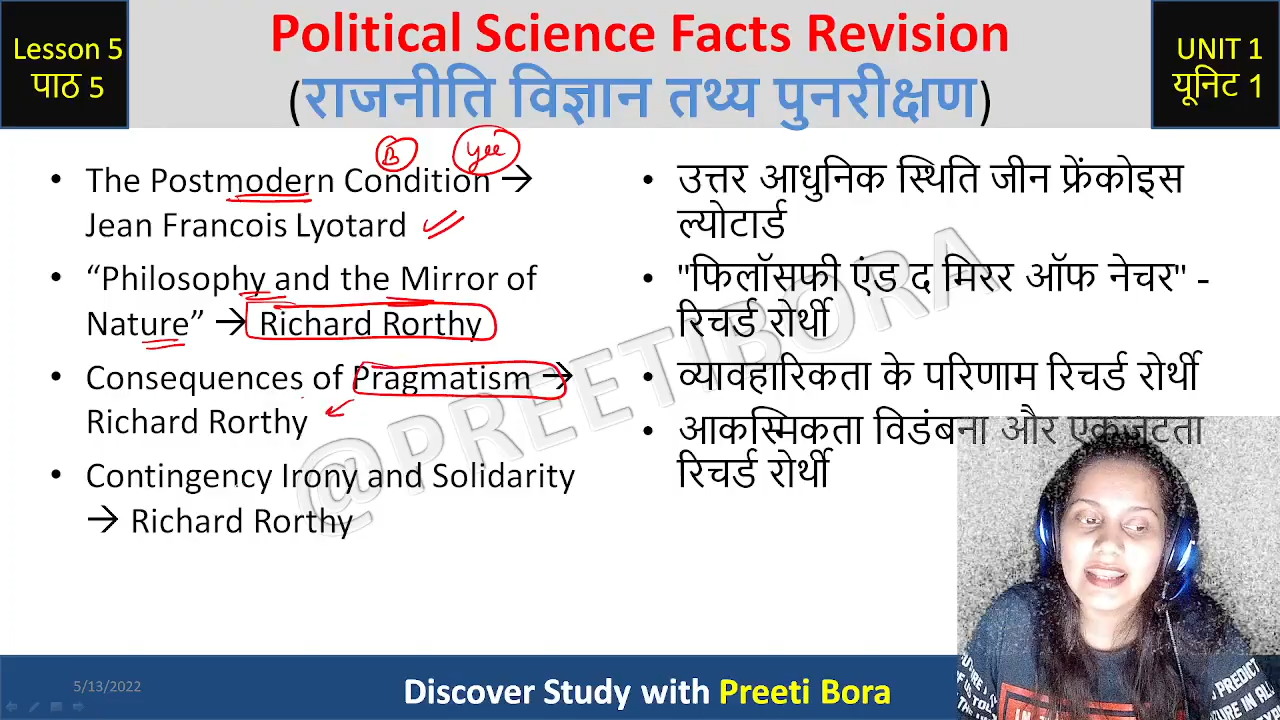 Lesson 5
पाठ 5
Political Science Facts Revision
(राजनीति विज्ञान तथ्य पुनरीक्षण)
UNIT 1
यूनिट 1
B
• The Postmodern Condition →
Jean Francois Lyotard
• “Philosophy and the Mirror of
Nature” → Richard Rorthy
• Consequences of Pragmatism →
Richard Rorthy
• Contingency Irony and Solidarity
→ Richard Rorthy
• उत्तर आधुनिक स्थिति जीन फ्रेंकोइस
ल्योटार्ड
• "फिलॉसफी एंड द मिरर ऑफ नेचर" -
रिचर्ड रोर्थी
• व्यावहारिकता के परिणाम रिचर्ड रोर्थी
• आकस्मिकता विडंबना और एकजुटता
रिचर्ड रोर्थी
@PREETIBORA
5/13/2022
Discover Study with Preeti Bora